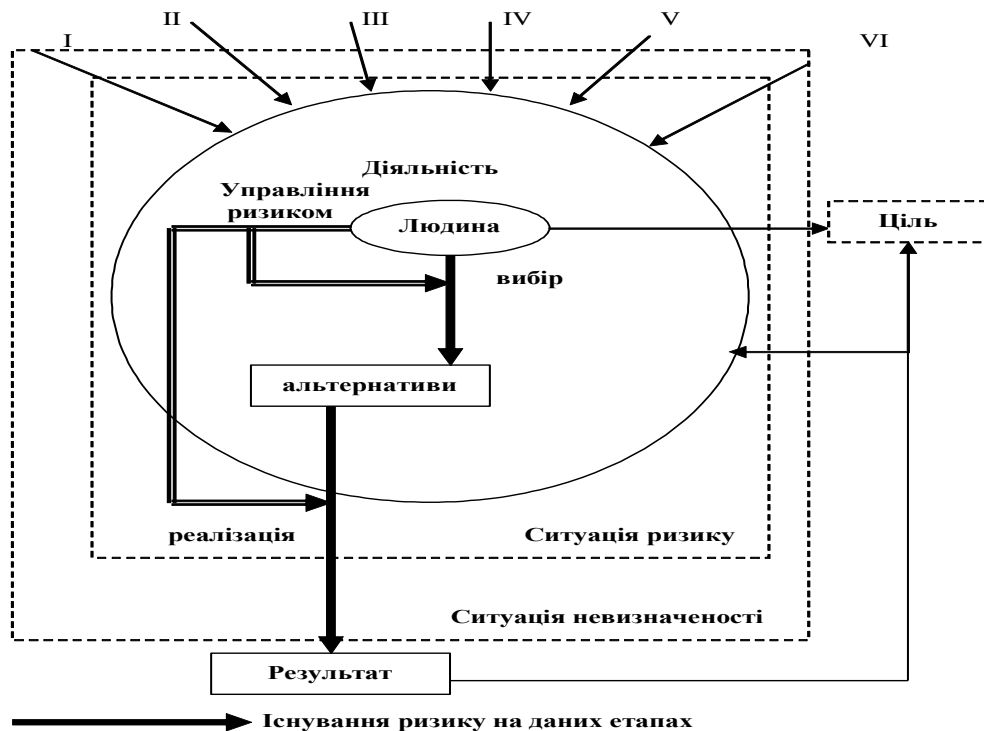 I
II
III
IV
V
VI
Діяльність
Управління
ризиком
Людина
Ціль
вибір
альтернативи
реалізація
Ситуація ризику
Ситуація невизначеності
Результат
Існування ризику на даних етапах